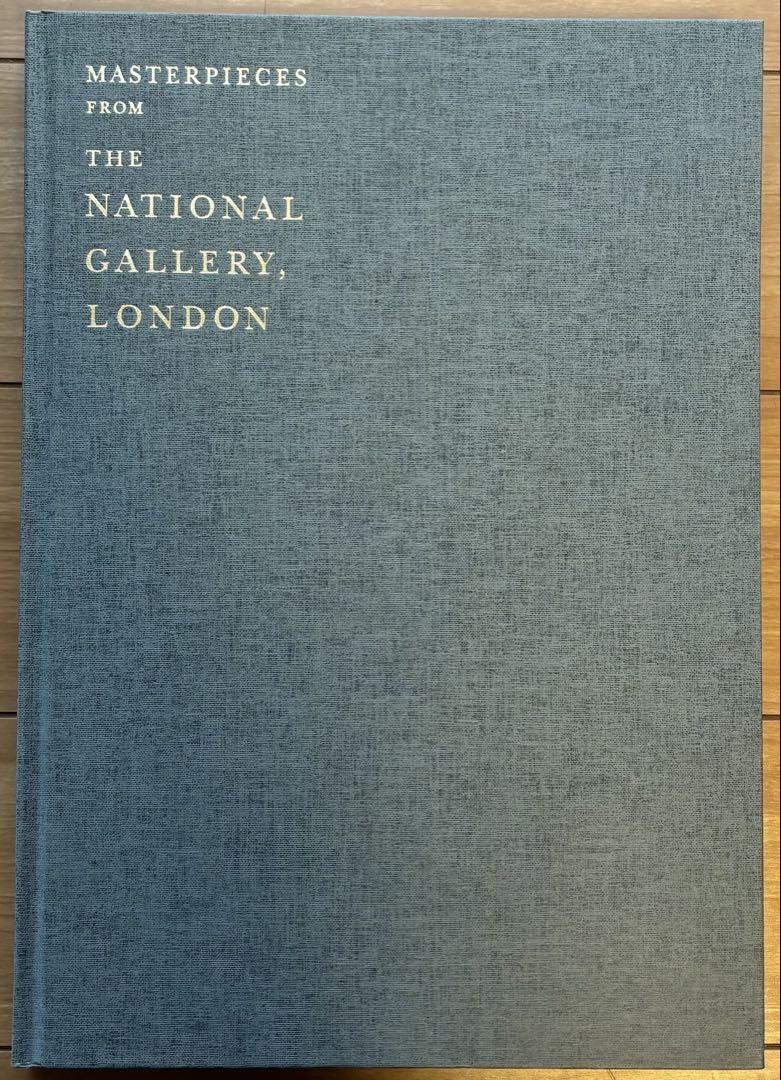 MASTERPIECES
FROM
THE
NATIONAL
GALLERY,
LONDON